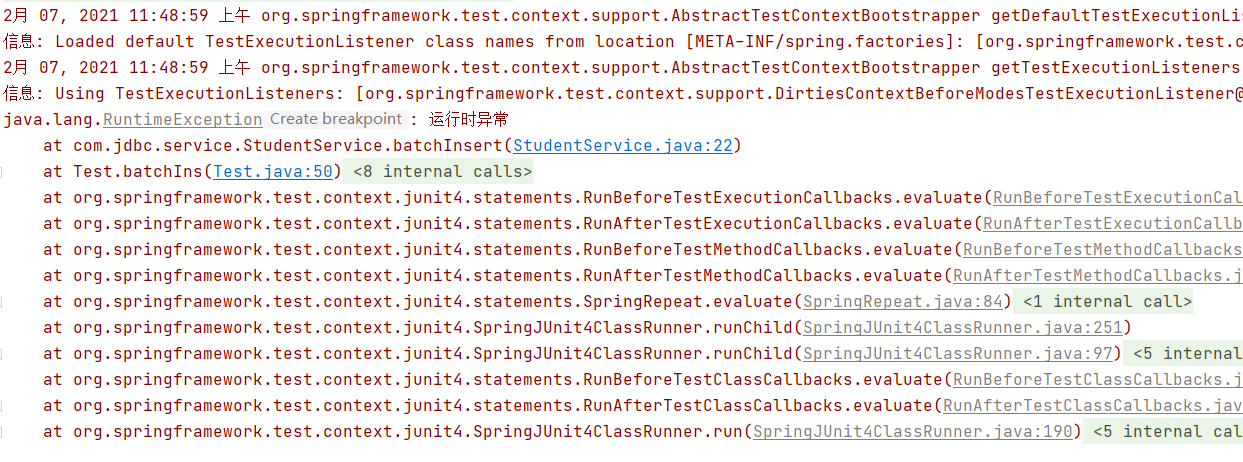 2月 07, 2021 11:48:59 上午 org.springframework.test.context.support.AbstractTestContextBootstrapper getDefaultTestExecutionLis
信息: Loaded default TestExecutionListener class names from location [META-INF/spring.factories]: [org.springframework.test.c
2月 07, 2021 11:48:59 上午 org.springframework.test.context.support.AbstractTestContextBootstrapper getTestExecutionListeners
信息: Using TestExecutionListeners: [org.springframework.test.context.support.DirtiesContextBeforeModesTestExecutionListener@
java.lang.RuntimeException Create breakpoint : 运行时异常
at com.jdbc.service.StudentService.batchInsert(StudentService.java:22)
at Test.batchIns(Test.java:50) <8 internal calls>
at org.springframework.test.context.junit4.statements.RunBeforeTestExecutionCallbacks.evaluate(RunBeforeTestExecutionCal
at org.springframework.test.context.junit4.statements.RunAfterTestExecutionCallbacks.evaluate(RunAfterTestExecutionCallb
at org.springframework.test.context.junit4.statements.RunBeforeTestMethodCallbacks.evaluate(RunBeforeTestMethodCallbacks
at org.springframework.test.context.junit4.statements.RunAfterTestMethodCallbacks.evaluate(RunAfterTestMethodCallbacks.j
at org.springframework.test.context.junit4.statements.SpringRepeat.evaluate(SpringRepeat.java:84) <1 internal call>
at org.springframework.test.context.junit4.SpringJUnit4ClassRunner.runChild(SpringJUnit4ClassRunner.java:251)
at org.springframework.test.context.junit4.SpringJUnit4ClassRunner.runChild(SpringJUnit4ClassRunner.java:97) <5 internal
at org.springframework.test.context.junit4.statements.RunBeforeTestClassCallbacks.evaluate(RunBeforeTestClassCallbacks.j
at org.springframework.test.context.junit4.statements.RunAfterTestClassCallbacks.evaluate(RunAfterTestClassCallbacks.jav
at org.springframework.test.context.junit4.SpringJUnit4ClassRunner.run(SpringJUnit4ClassRunner.java:190) <5 internal cal